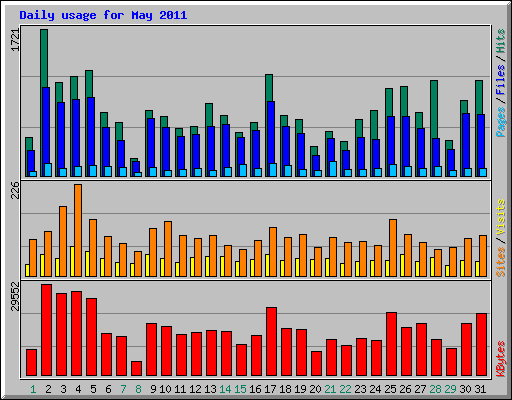 Daily usage for May 2011
1721
Pages / Files / Hits
226
Sites / Visits
29552
KBytes
1 2 3 4 5 6 7 8 9 10 11 12 13 14 15 16 17 18 19 20 21 22 23 24 25 26 27 28 29 30 31